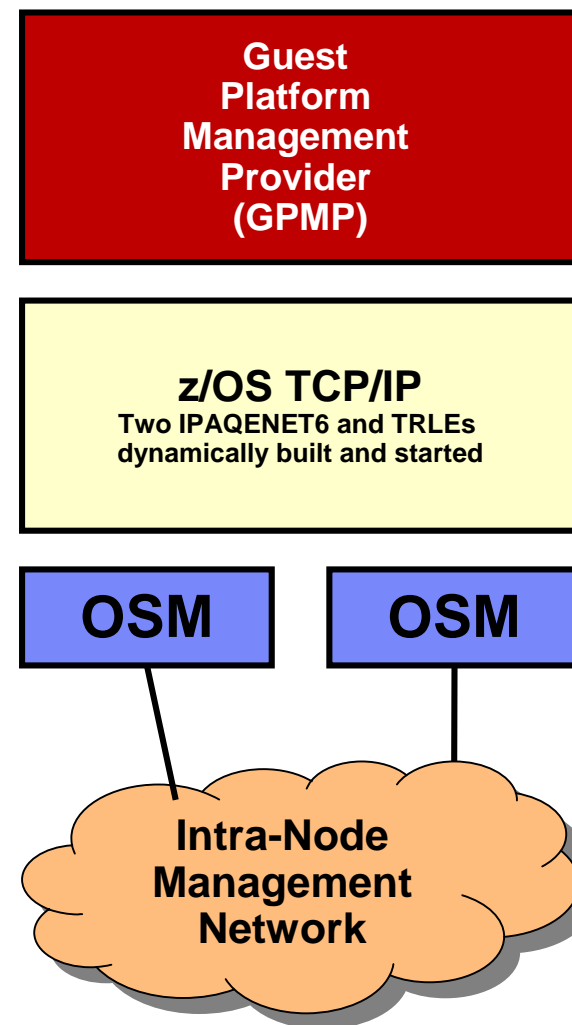 Guest
Platform
Management
Provider
(GPMP)
z/OS TCP/IP
Two IPAQENET6 and TRLEs
dynamically built and started
OSM
OSM
Intra-Node
Management
Network